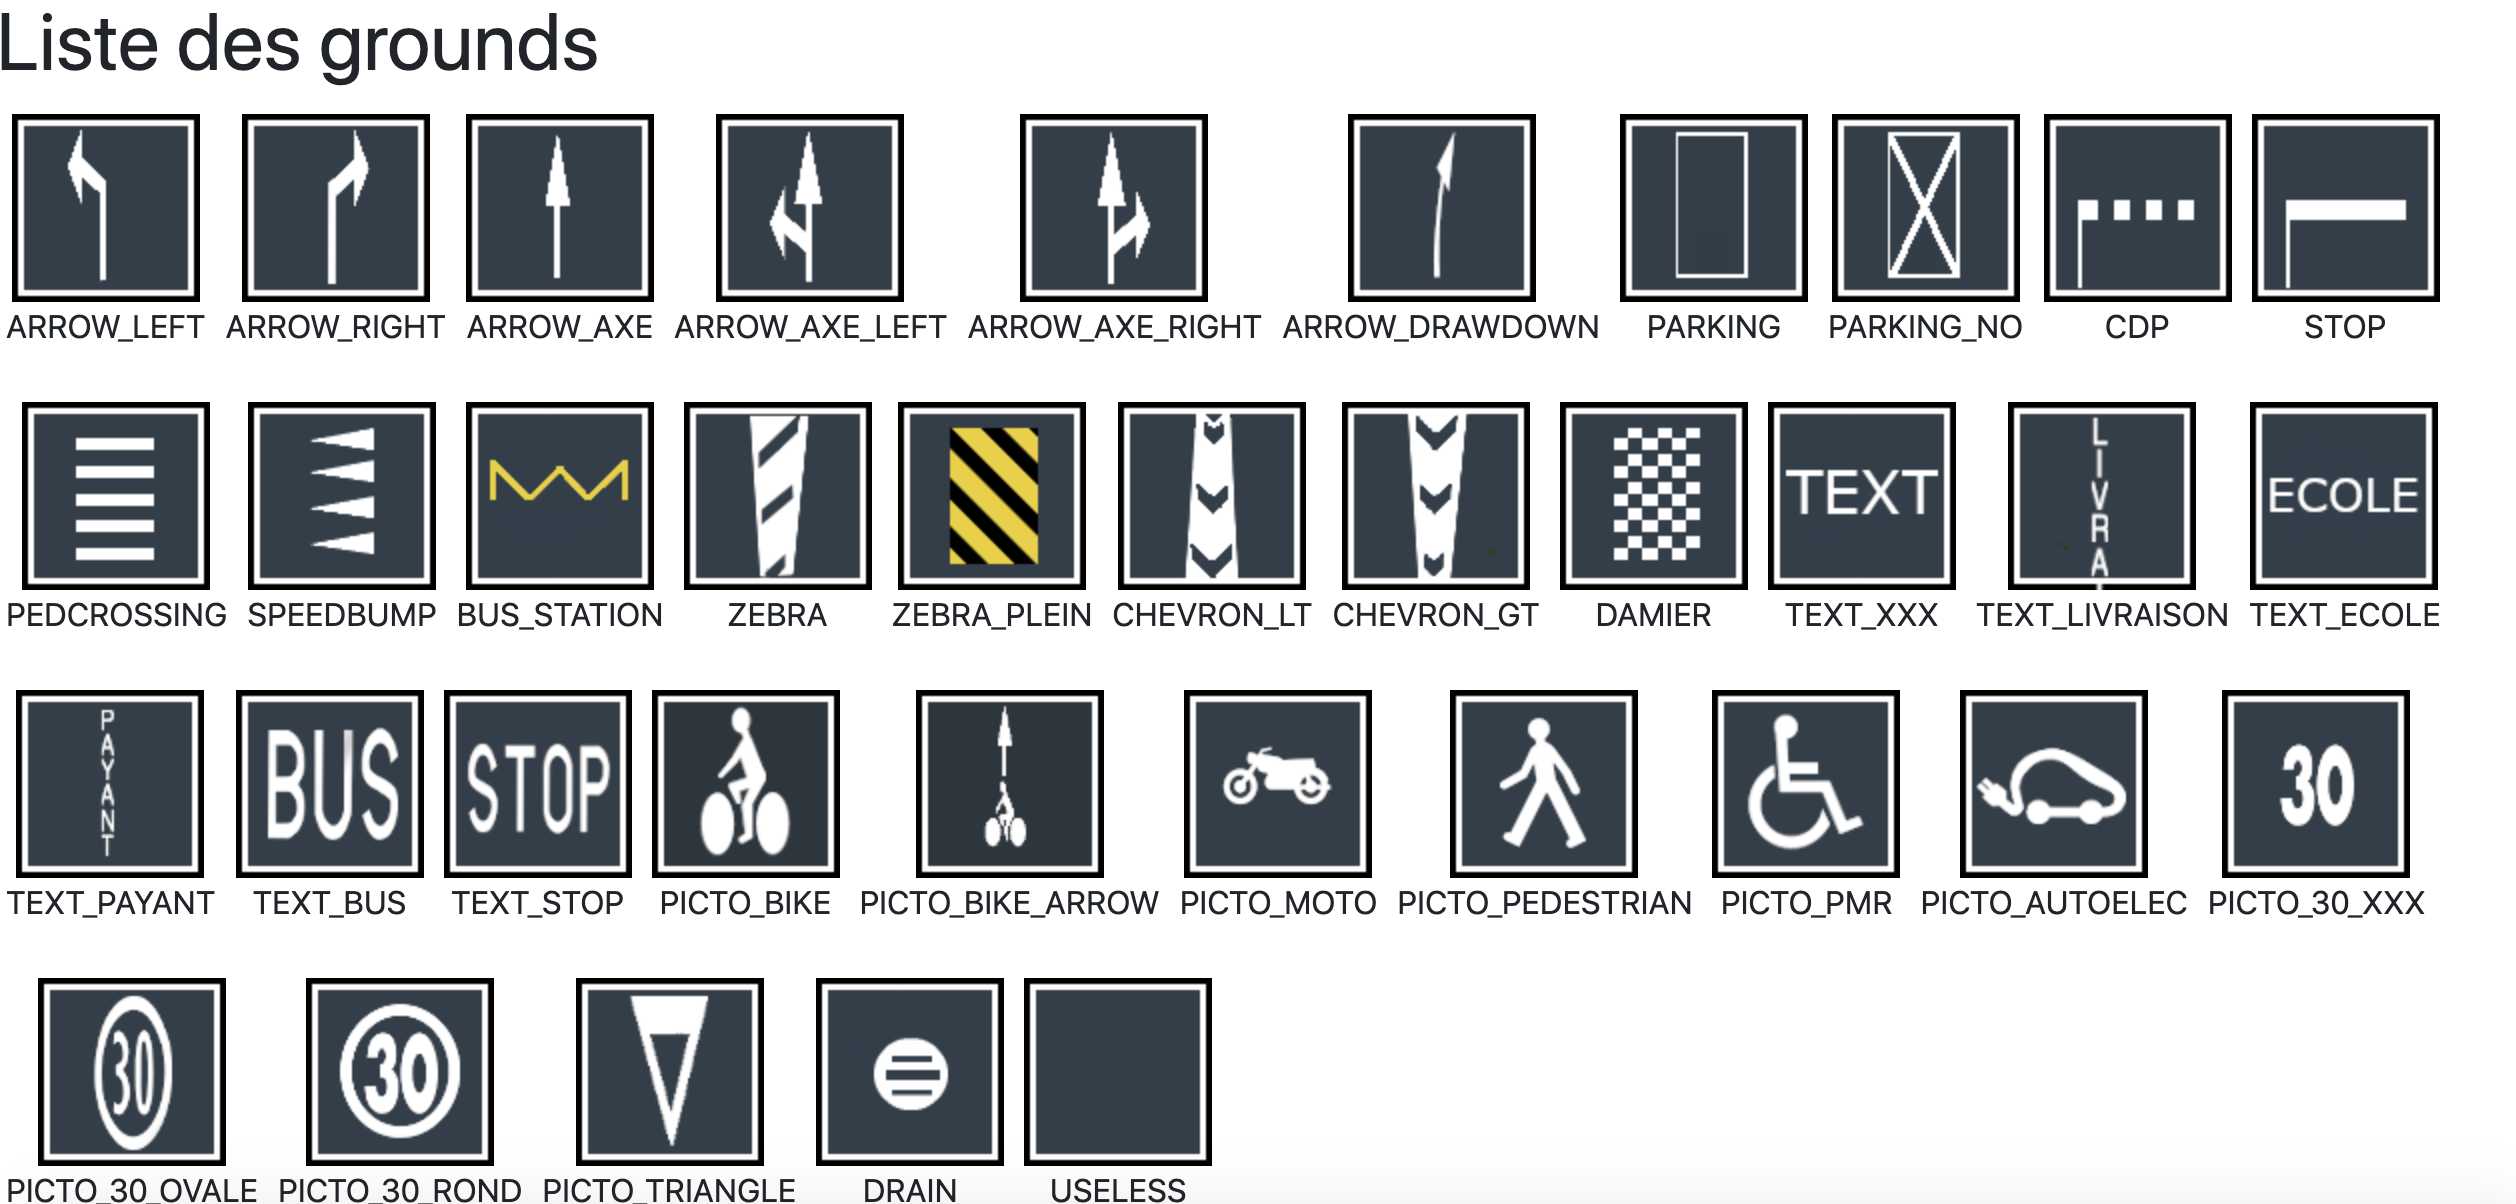 Liste des grounds
ARROW_LEFT ARROW_RIGHT ARROW_AXE ARROW_AXE_LEFT ARROW_AXE_RIGHT ARROW_DRAWDOWN PARKING PARKING_NO CDP STOP
TEXT
L
I
V
R
A
ECOLE
PEDCROSSING SPEEDBUMP BUS_STATION ZEBRA ZEBRA_PLEIN CHEVRON_LT CHEVRON_GT DAMIER TEXT_XXX TEXT_LIVRAISON TEXT_ECOLE
P
A
Y
A
N
T
BUS STOP 30
TEXT_PAYANT TEXT_BUS TEXT_STOP PICTO_BIKE PICTO_BIKE_ARROW PICTO_MOTO PICTO_PEDESTRIAN PICTO_PMR PICTO_AUTOELEC PICTO_30_XXX
30 30
PICTO_30_OVALE PICTO_30_ROND PICTO_TRIANGLE DRAIN USELESS